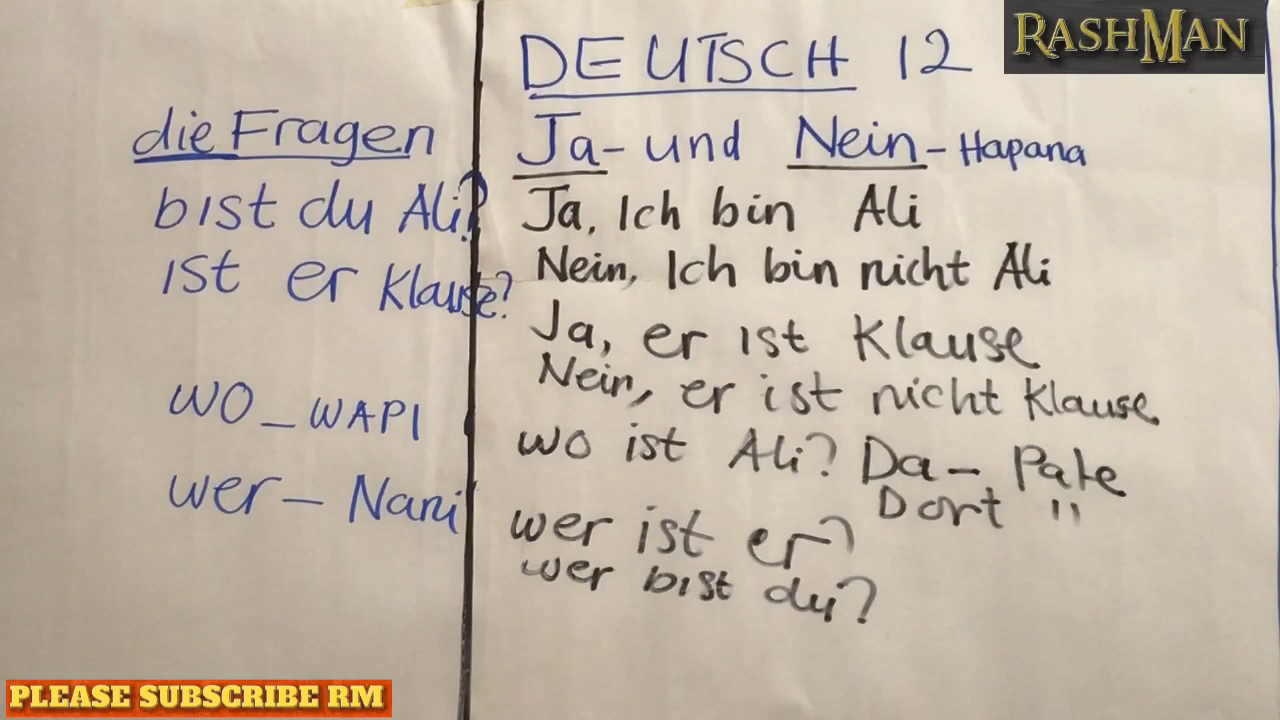 RASHMAN
DEUTSCH 12
die Fragen
bist du Ali?
ist er Klause?
wo - WAPI
wer - Nani
Ja - und Nein - Hapana
Ja, Ich bin Ali
Nein, Ich bin nicht Ali
Ja, er ist Klause
Nein, er ist nicht Klause
wo ist Ali? Da - Pale
Dort "
wer ist er?
wer bist du?
PLEASE SUBSCRIBE RM